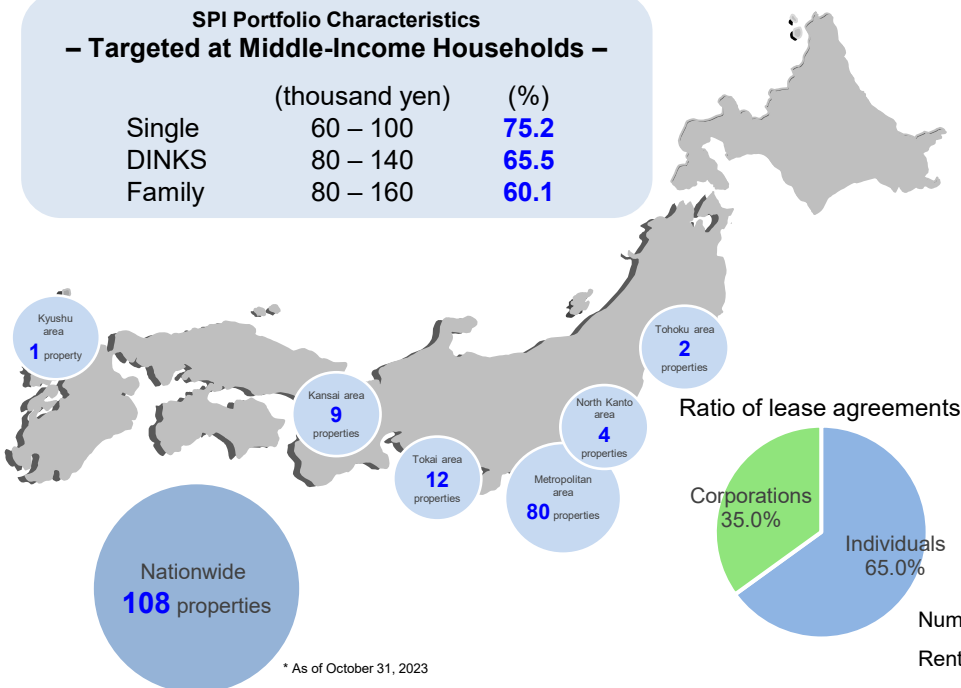 SPI Portfolio Characteristics
– Targeted at Middle-Income Households –
(thousand yen) (%)
Single 60 – 100 75.2
DINKS 80 – 140 65.5
Family 80 – 160 60.1
Kyushu
area
1 property
Kansai area
9
properties
Tokai area
12
properties
Metropolitan
area
80 properties
North Kanto
area
4
properties
Tohoku area
2
properties
Nationwide
108 properties
* As of October 31, 2023
Ratio of lease agreements
Corporations
35.0%
Individuals
65.0%
Num
Rent